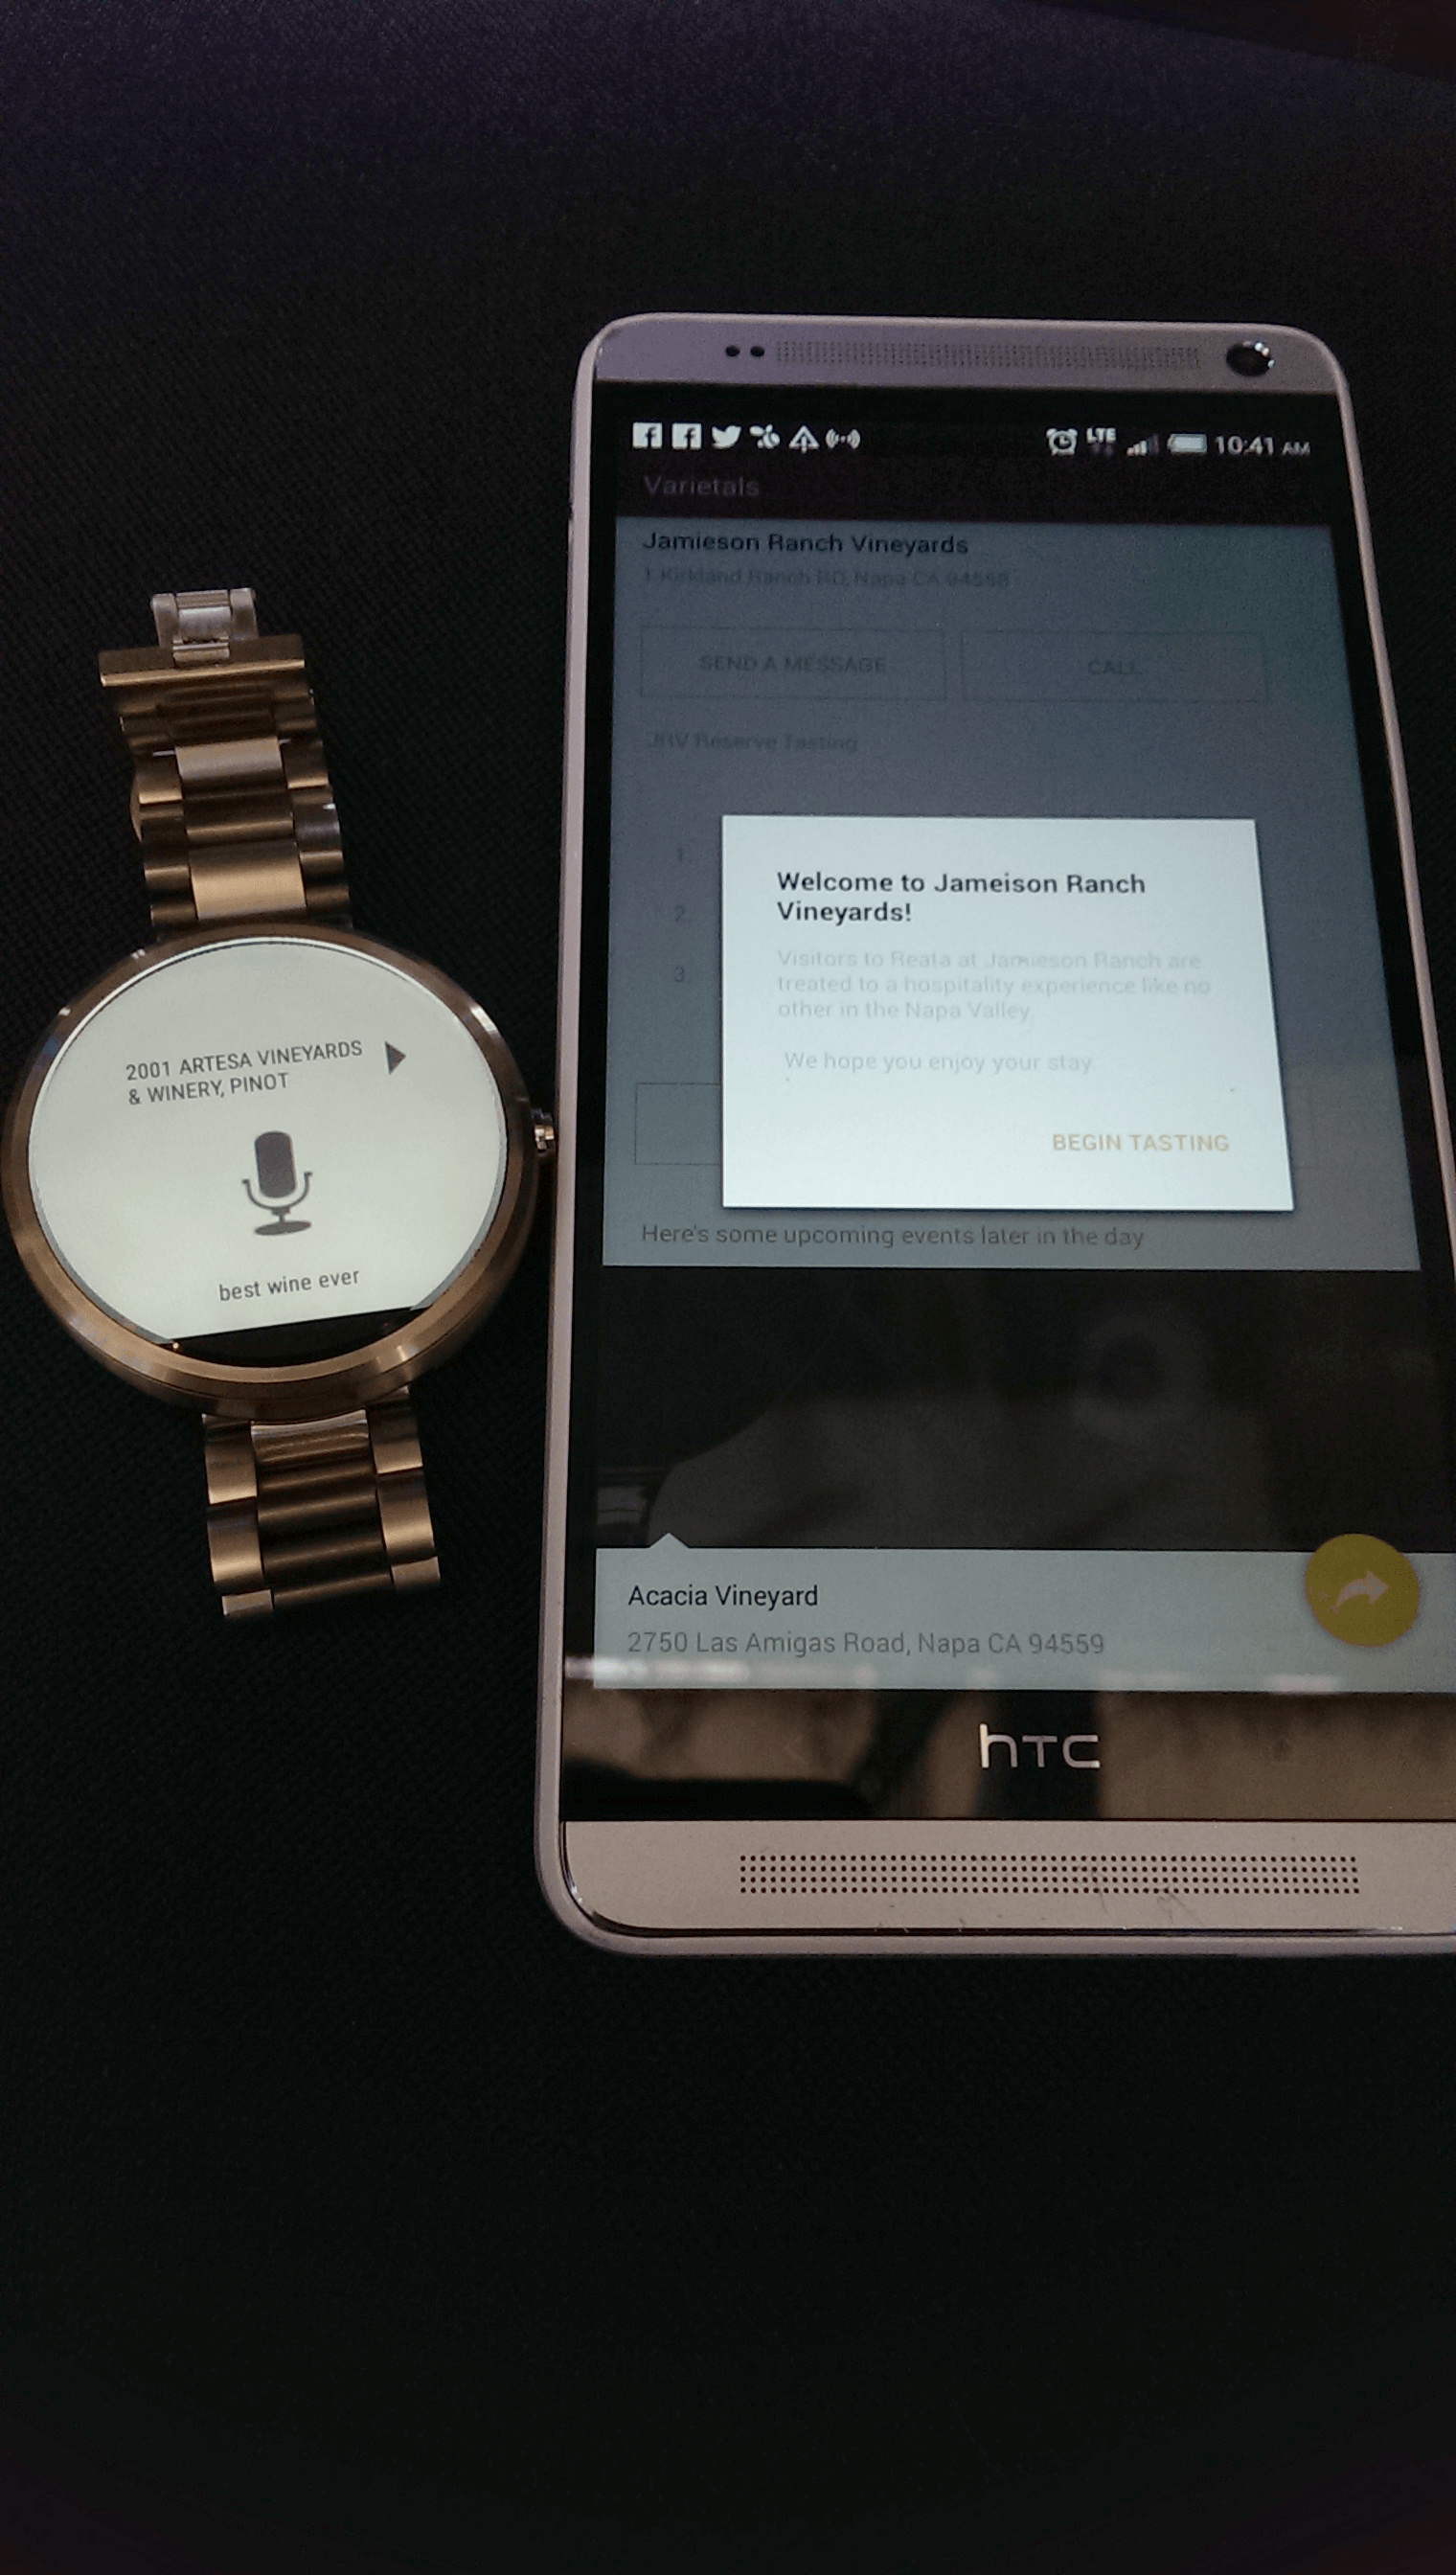 10:41 AM
LTE
Varietals
Jamieson Ranch Vineyards
1 Kirkland Ranch RD, Napa CA 94558
SEND A MESSAGE
CALL
JRV Reserve Tasting
1.
2.
3.
Welcome to Jameison Ranch
Vineyards!
Visitors to Reata at Jamieson Ranch are
treated to a hospitality experience like no
other in the Napa Valley.
We hope you enjoy your stay.
BEGIN TASTING
Here's some upcoming events later in the day
Acacia Vineyard
2750 Las Amigas Road, Napa CA 94559
hTC
2001 ARTESA VINEYARDS
& WINERY, PINOT
best wine ever